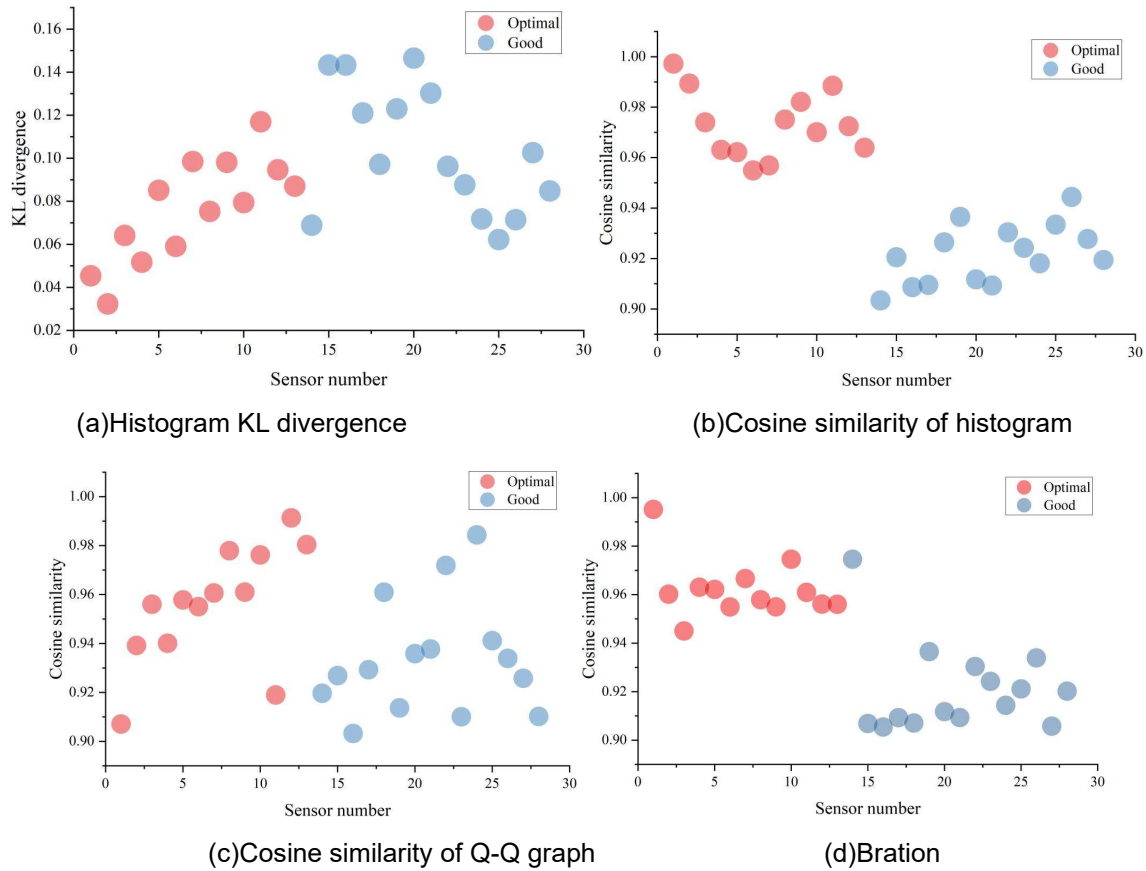 Optimal
Good
0.16
0.14
0.12
0.10
0.08
0.06
0.04
0.02
KL divergence
0 5 10 15 20 25 30
Sensor number
(a)Histogram KL divergence
Optimal
Good
1.00
0.98
0.96
0.94
0.92
0.90
Cosine similarity
0 5 10 15 20 25 30
Sensor number
(b)Cosine similarity of histogram
Optimal
Good
1.00
0.98
0.96
0.94
0.92
0.90
Cosine similarity
0 5 10 15 20 25 30
Sensor number
(c)Cosine similarity of Q-Q graph
Optimal
Good
1.00
0.98
0.96
0.94
0.92
0.90
Cosine similarity
0 5 10 15 20 25 30
Sensor number
(d)Bration